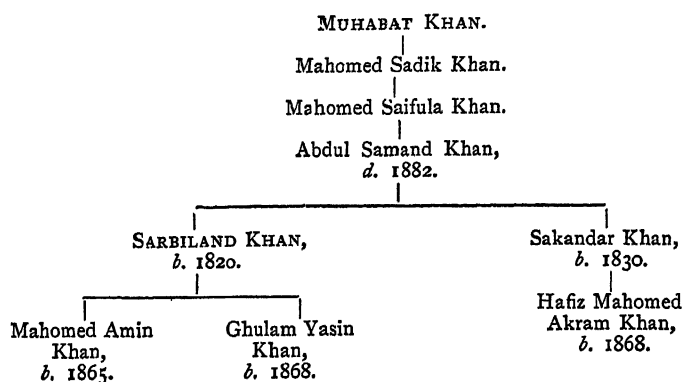 MUHABAT KHAN.
Mahomed Sadik Khan.
Mahomed Saifula Khan.
Abdul Samand Khan,
d. 1882.
SARBILAND KHAN,
b. 1820.
Sakandar Khan,
b. 1830.
Mahomed Amin
Khan,
b. 1865.
Ghulam Yasin
Khan,
b. 1868.
Hafiz Mahomed
Akram Khan,
b. 1868.